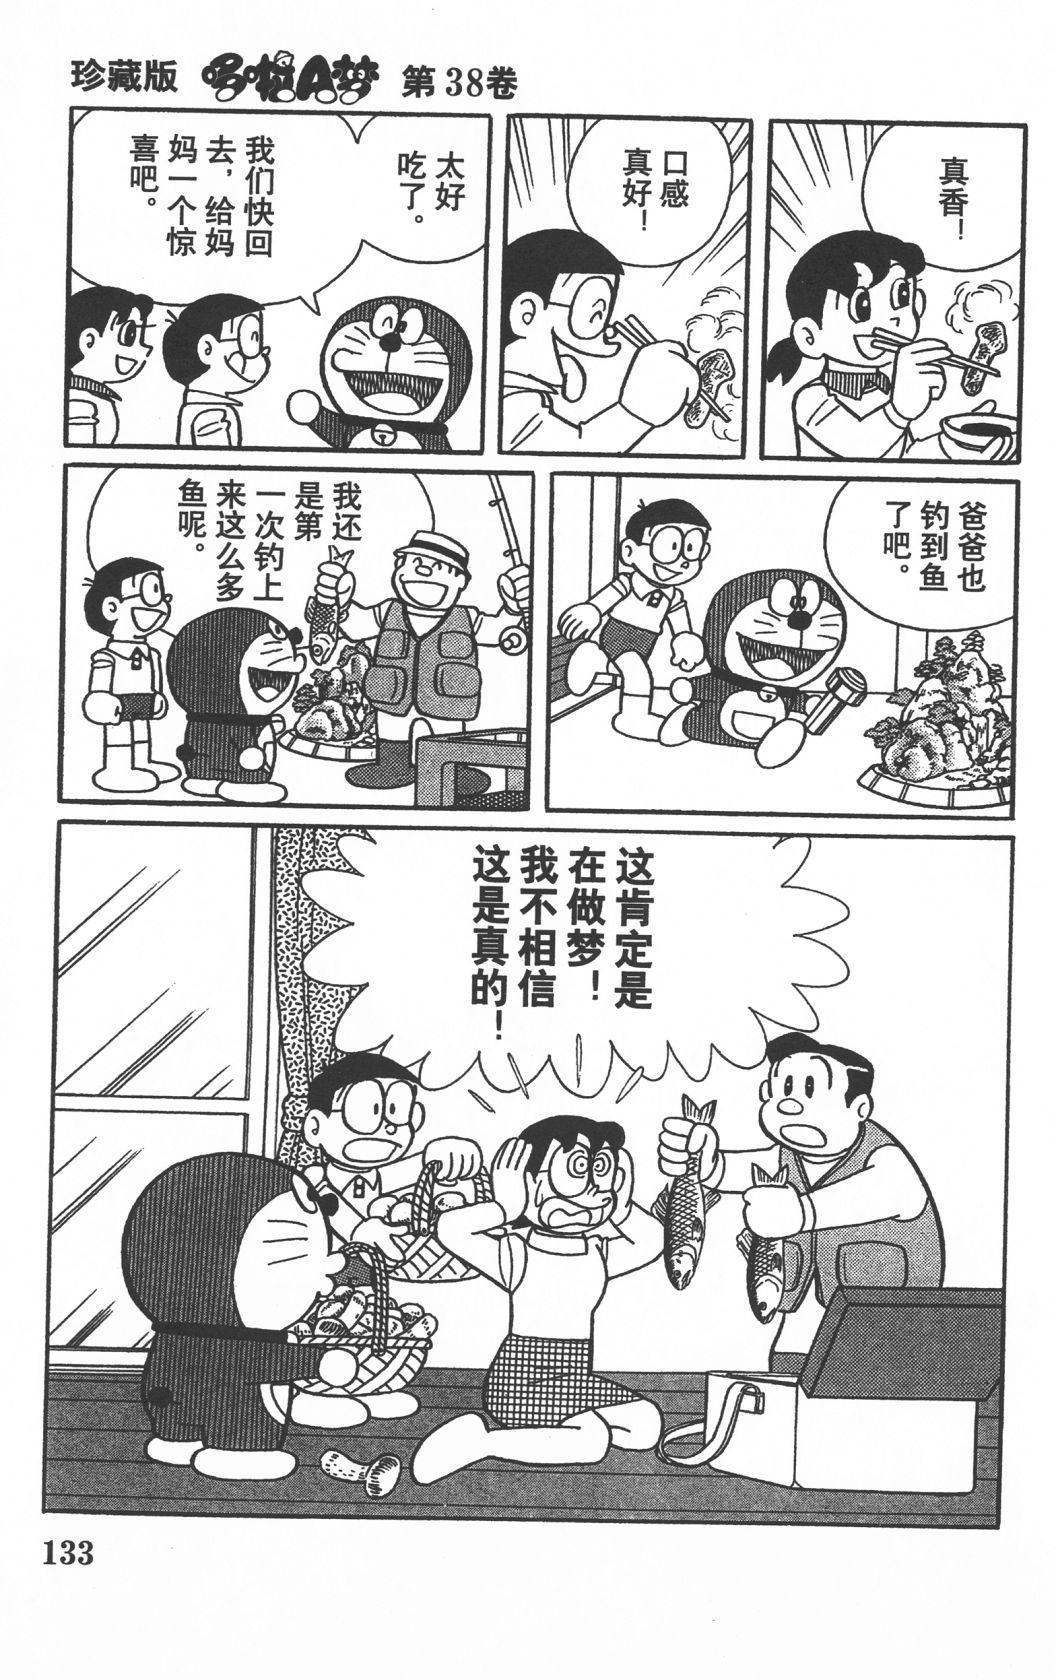 珍藏版 哆啦A梦 第38卷
真香！
口感
真好！
太好
吃了。
我们快回
去，给妈
妈一个惊
喜吧。
爸爸也
钓到鱼
了吧。
我还
是第
一次钓上
来这么多
鱼呢。
这肯定是
在做梦！
我不相信
这是真的！
133